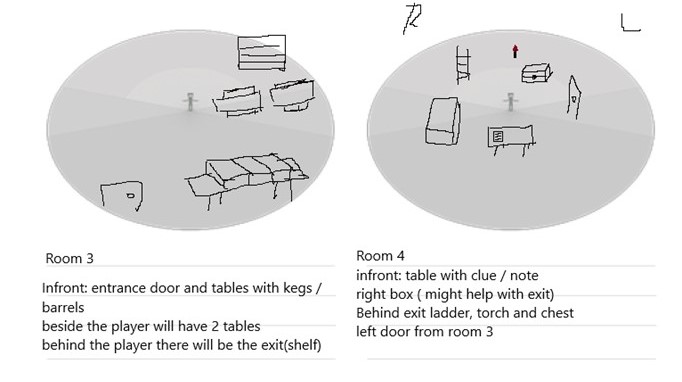 R
L
Room 3
Infront: entrance door and tables with kegs /
barrels
beside the player will have 2 tables
behind the player there will be the exit(shelf)
Room 4
infront: table with clue / note
right box ( might help with exit)
Behind exit ladder, torch and chest
left door from room 3